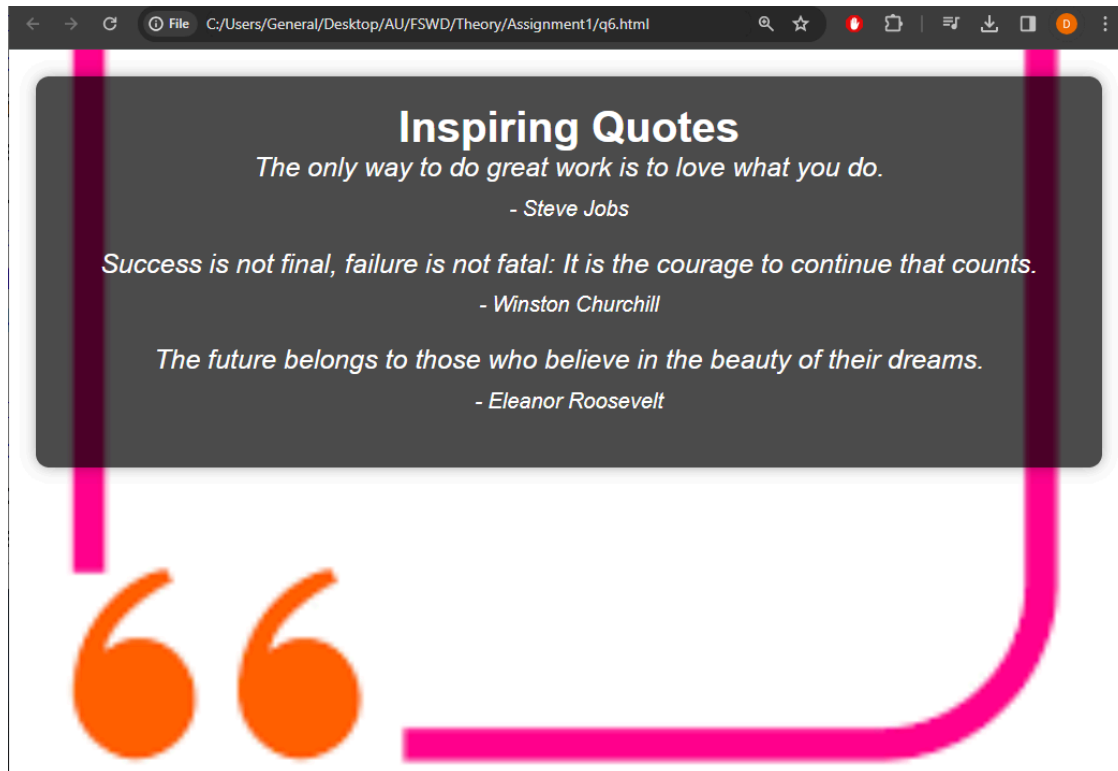 File C:/Users/General/Desktop/AU/FSWD/Theory/Assignment1/q6.html
D
Inspiring Quotes
The only way to do great work is to love what you do.
- Steve Jobs
Success is not final, failure is not fatal: It is the courage to continue that counts.
- Winston Churchill
The future belongs to those who believe in the beauty of their dreams.
- Eleanor Roosevelt